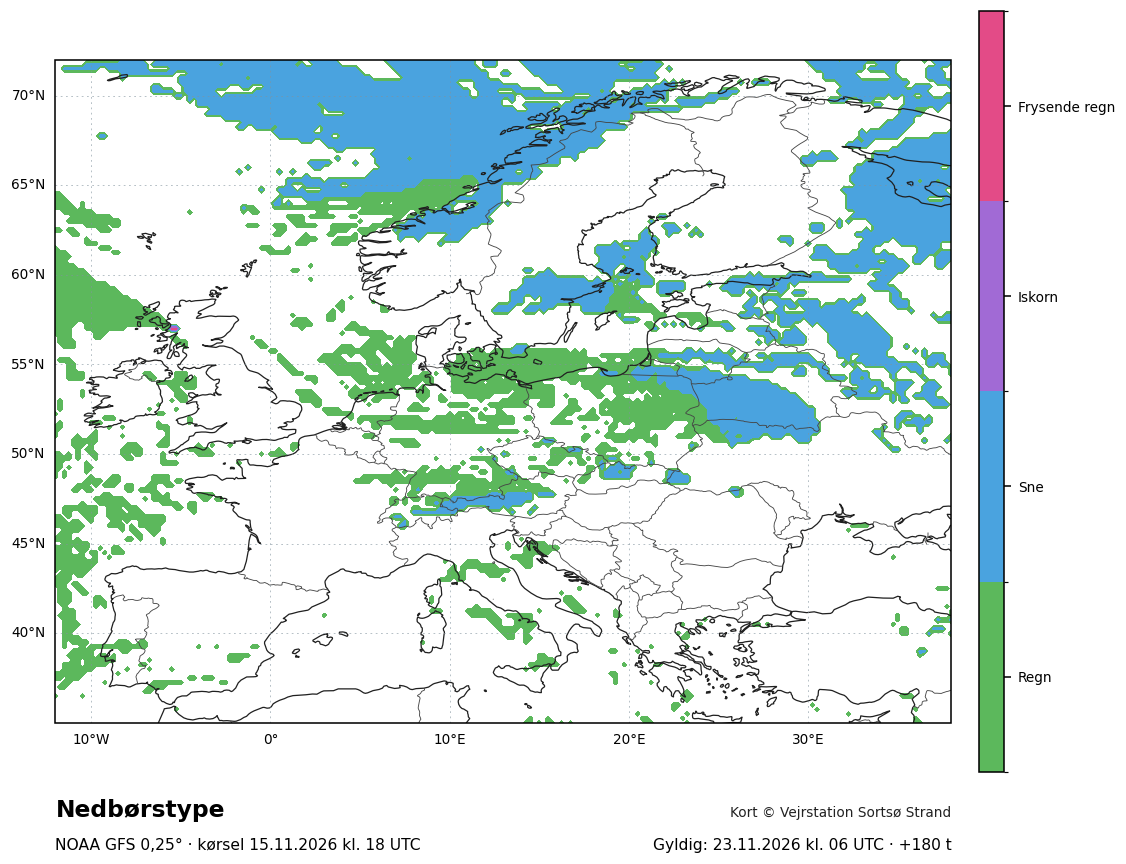 Frysende regn
Iskorn
Sne
Regn
70°N
65°N
60°N
55°N
50°N
45°N
40°N
10°W
0°
10°E
20°E
30°E
Nedbørstype
Kort © Vejrstation Sortsø Strand
NOAA GFS 0,25° · kørsel 15.11.2026 kl. 18 UTC
Gyldig: 23.11.2026 kl. 06 UTC · +180 t